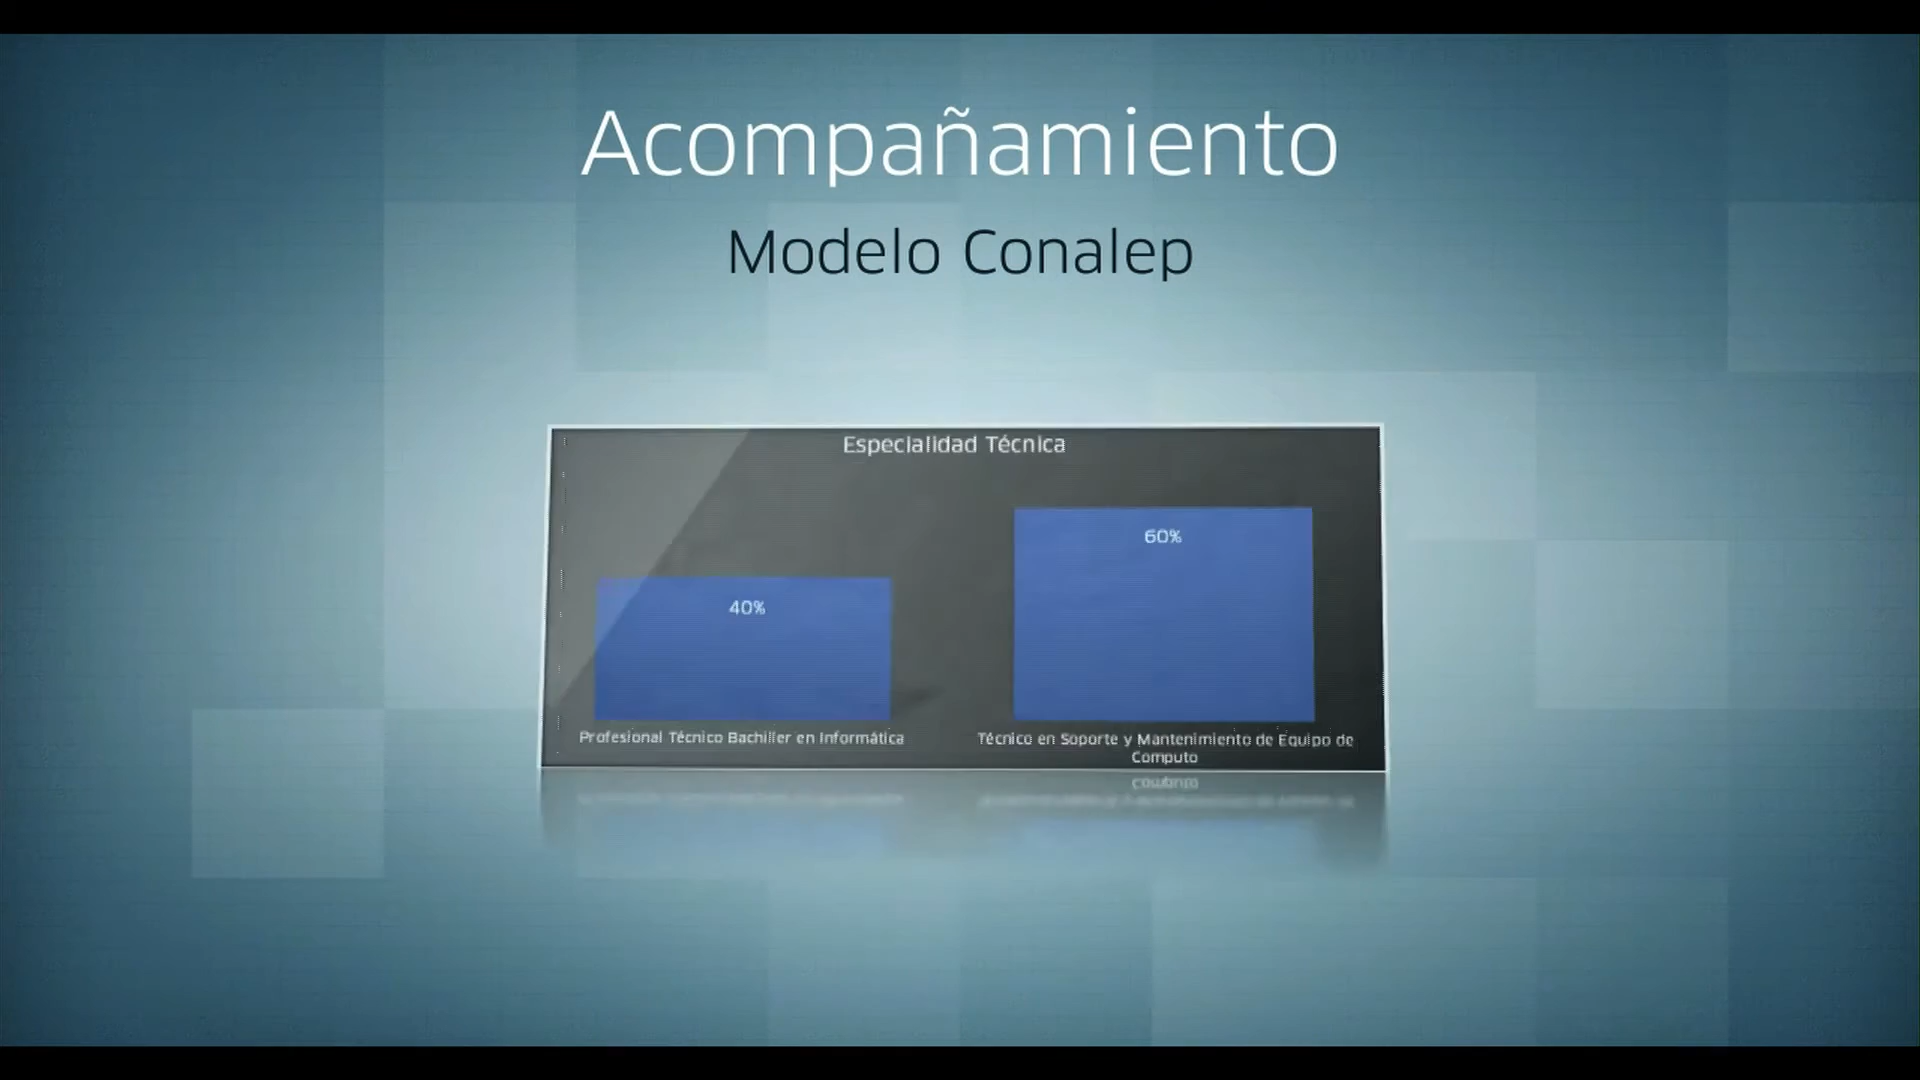 Acompañamiento
Modelo Conalep
Especialidad Técnica
60%
40%
Profesional Técnico Bachiller en Informática
Técnico en Soporte y Mantenimiento de Equipo de
Computo